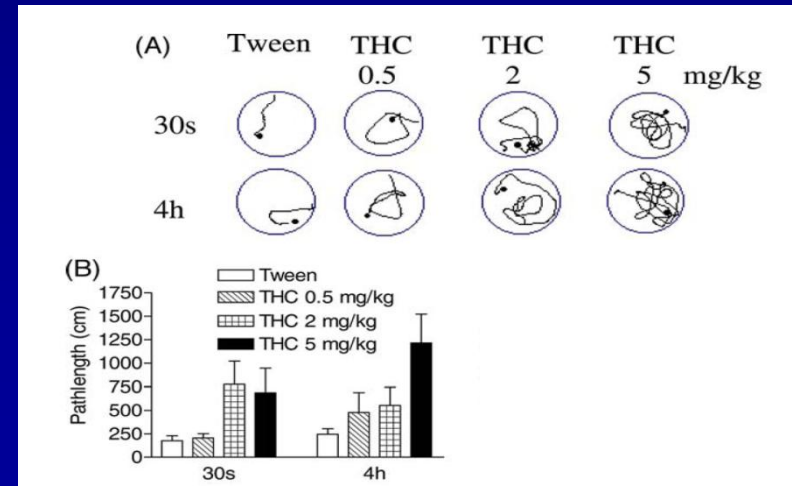 (A) Tween THC THC THC
0.5 2 5 mg/kg
30s
4h
(B)
Tween
THC 0.5 mg/kg
THC 2 mg/kg
THC 5 mg/kg
Pathlength (cm)
1750
1500
1250
1000
750
500
250
0
30s 4h